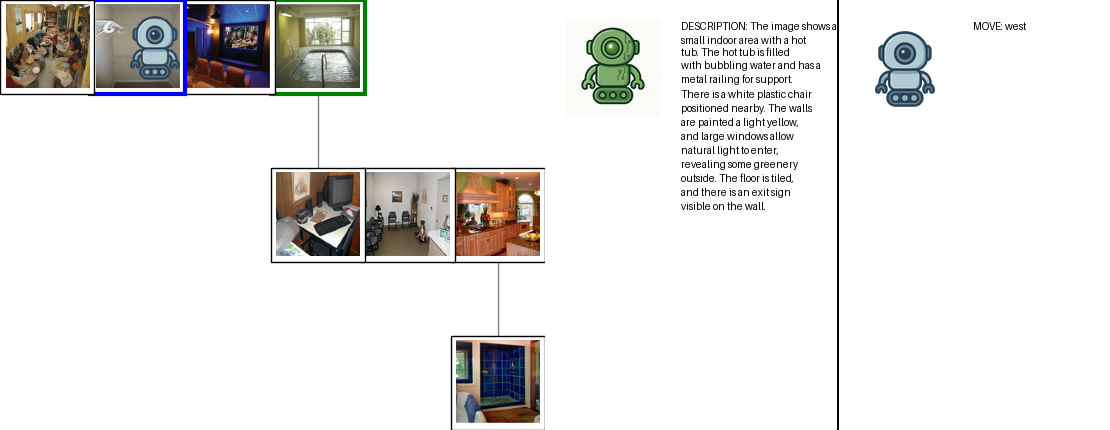 DESCRIPTION: The image shows a
small indoor area with a hot
tub. The hot tub is filled
with bubbling water and has a
metal railing for support.
There is a white plastic chair
positioned nearby. The walls
are painted a light yellow,
and large windows allow
natural light to enter,
revealing some greenery
outside. The floor is tiled,
and there is an exit sign
visible on the wall.
MOVE: west